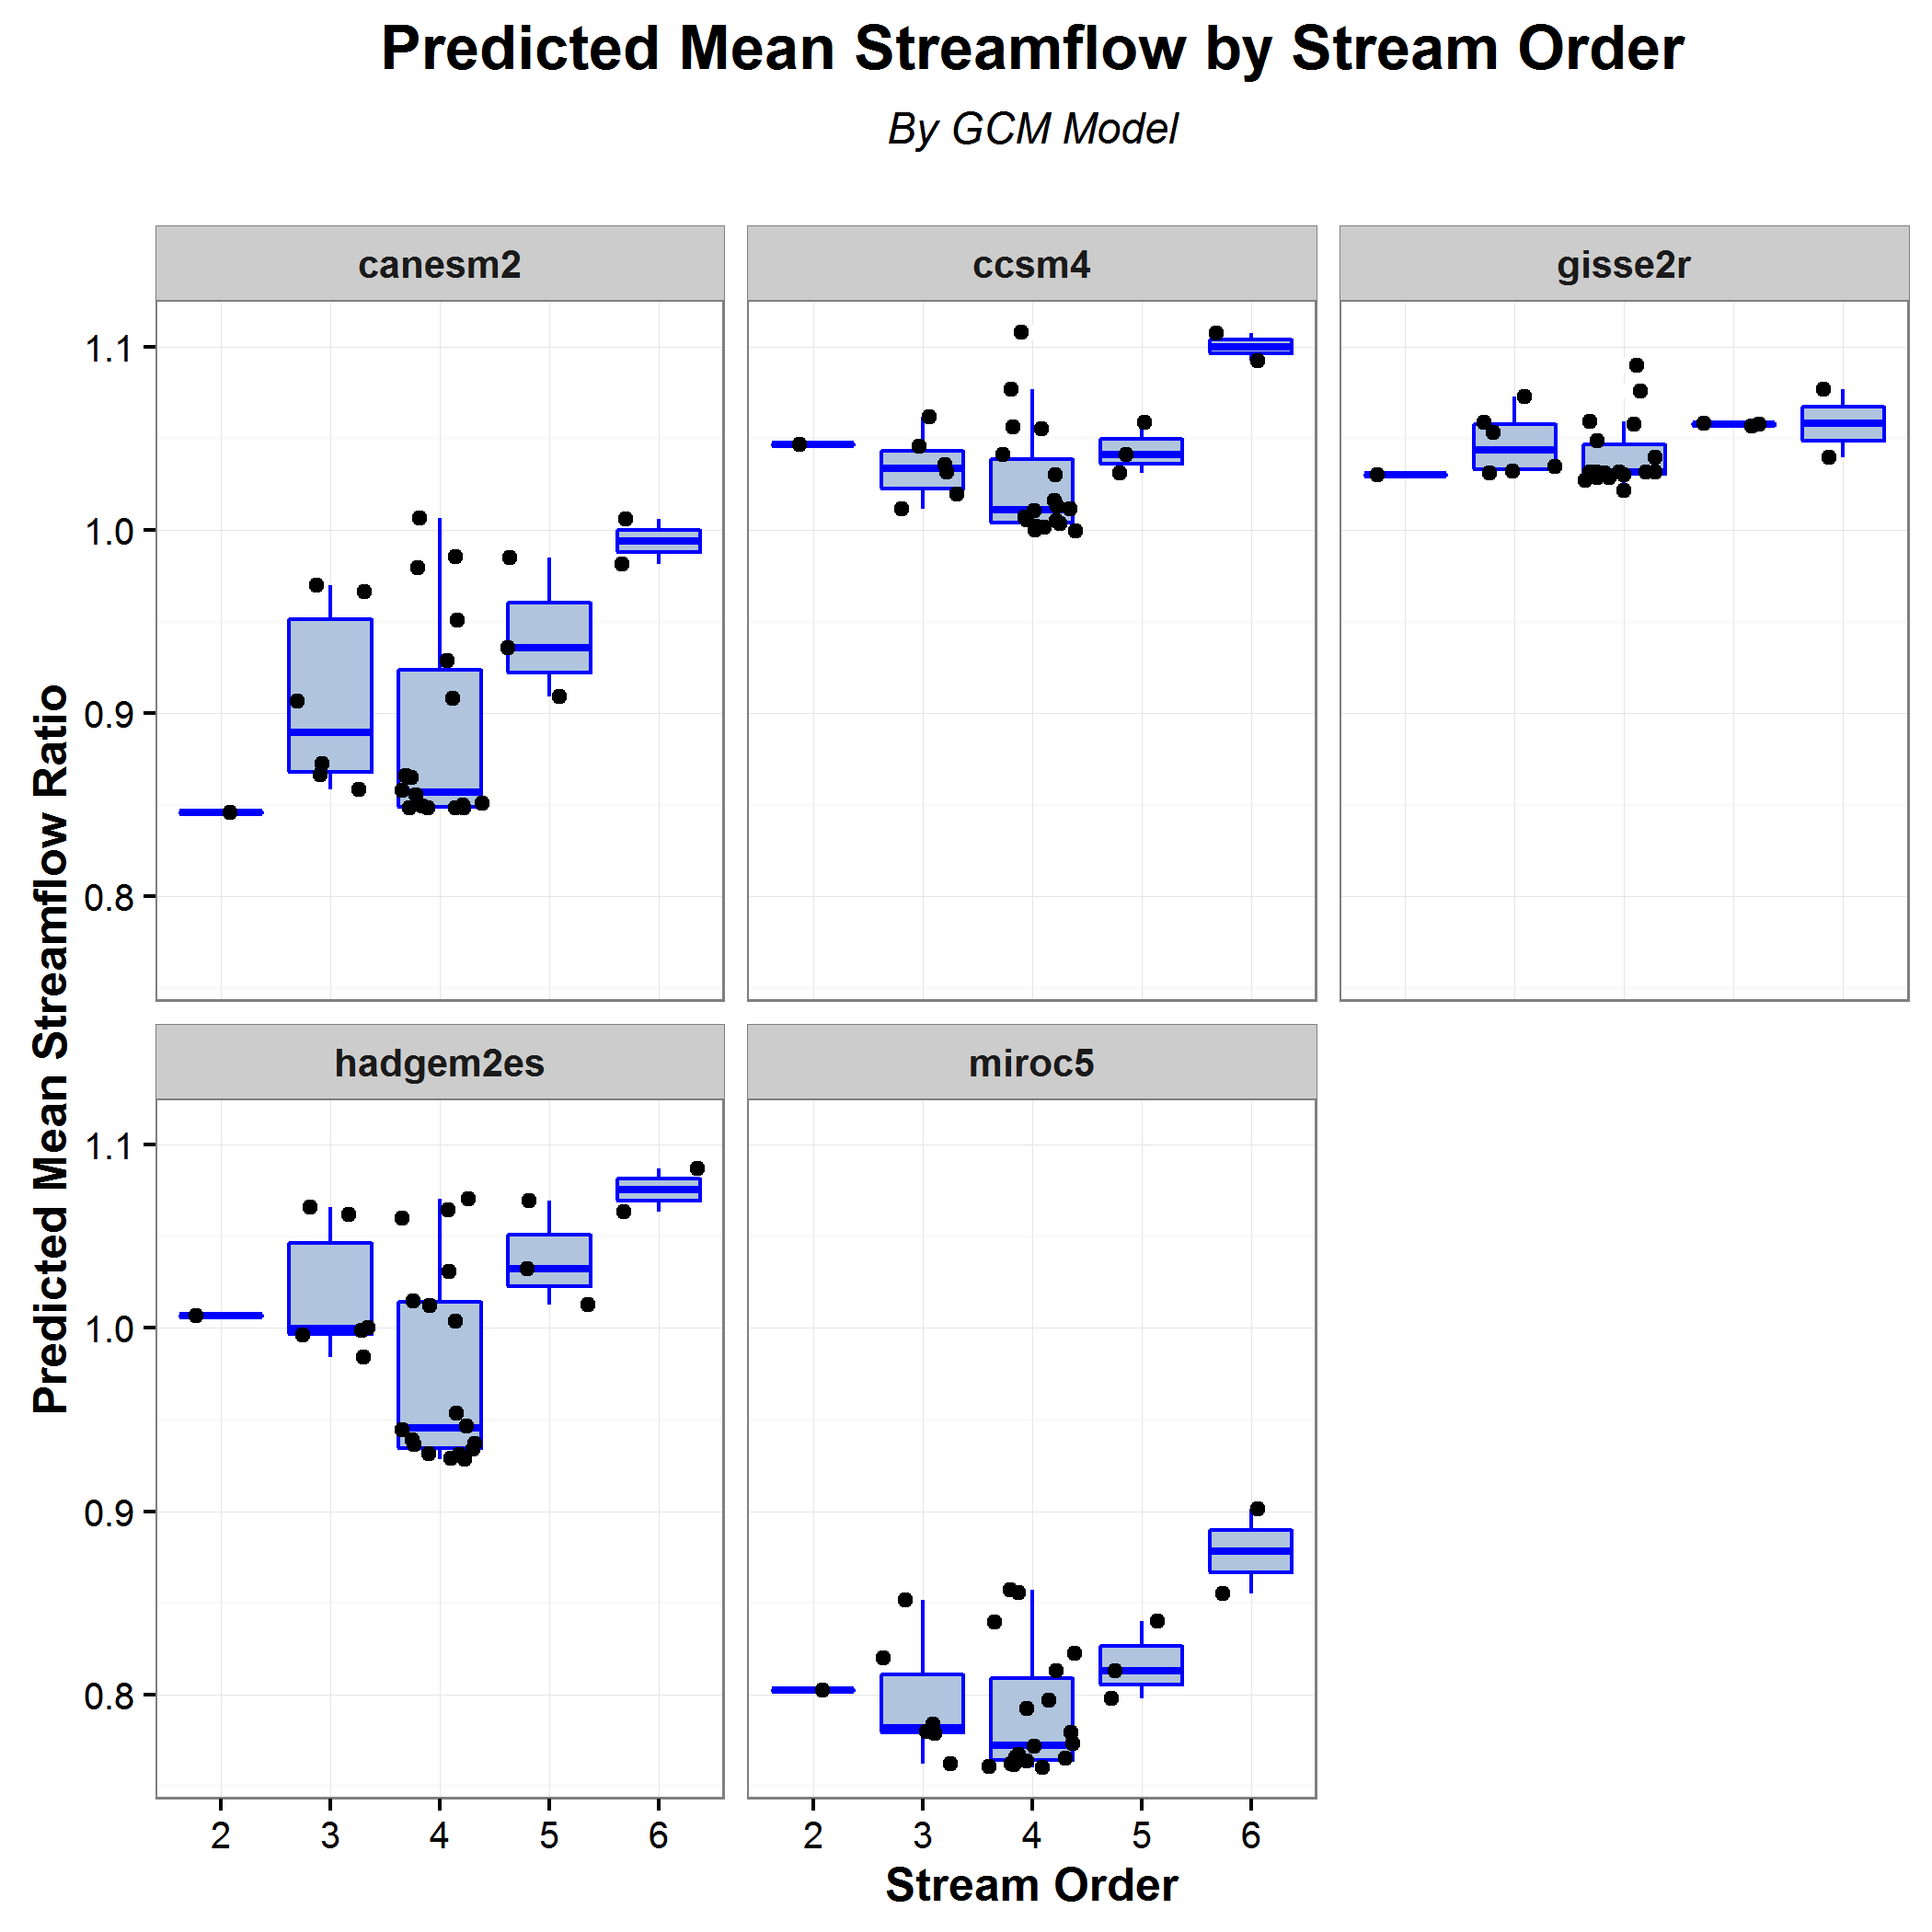 Predicted Mean Streamflow by Stream Order
By GCM Model
canesm2
ccsm4
gisse2r
1.1
1.0
0.9
0.8
hadgem2es
miroc5
1.1
1.0
0.9
0.8
2 3 4 5 6
2 3 4 5 6
Stream Order
Predicted Mean Streamflow Ratio